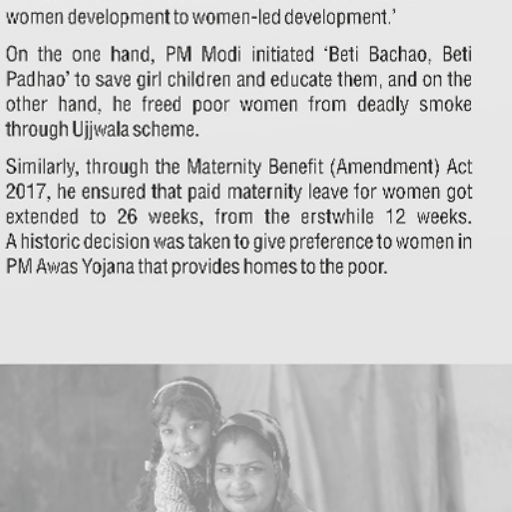 women development to women-led development.’
On the one hand, PM Modi initiated ‘Beti Bachao, Beti
Padhao’ to save girl children and educate them, and on the
other hand, he freed poor women from deadly smoke
through Ujjwala scheme.
Similarly, through the Maternity Benefit (Amendment) Act
2017, he ensured that paid maternity leave for women got
extended to 26 weeks, from the erstwhile 12 weeks.
A historic decision was taken to give preference to women in
PM Awas Yojana that provides homes to the poor.